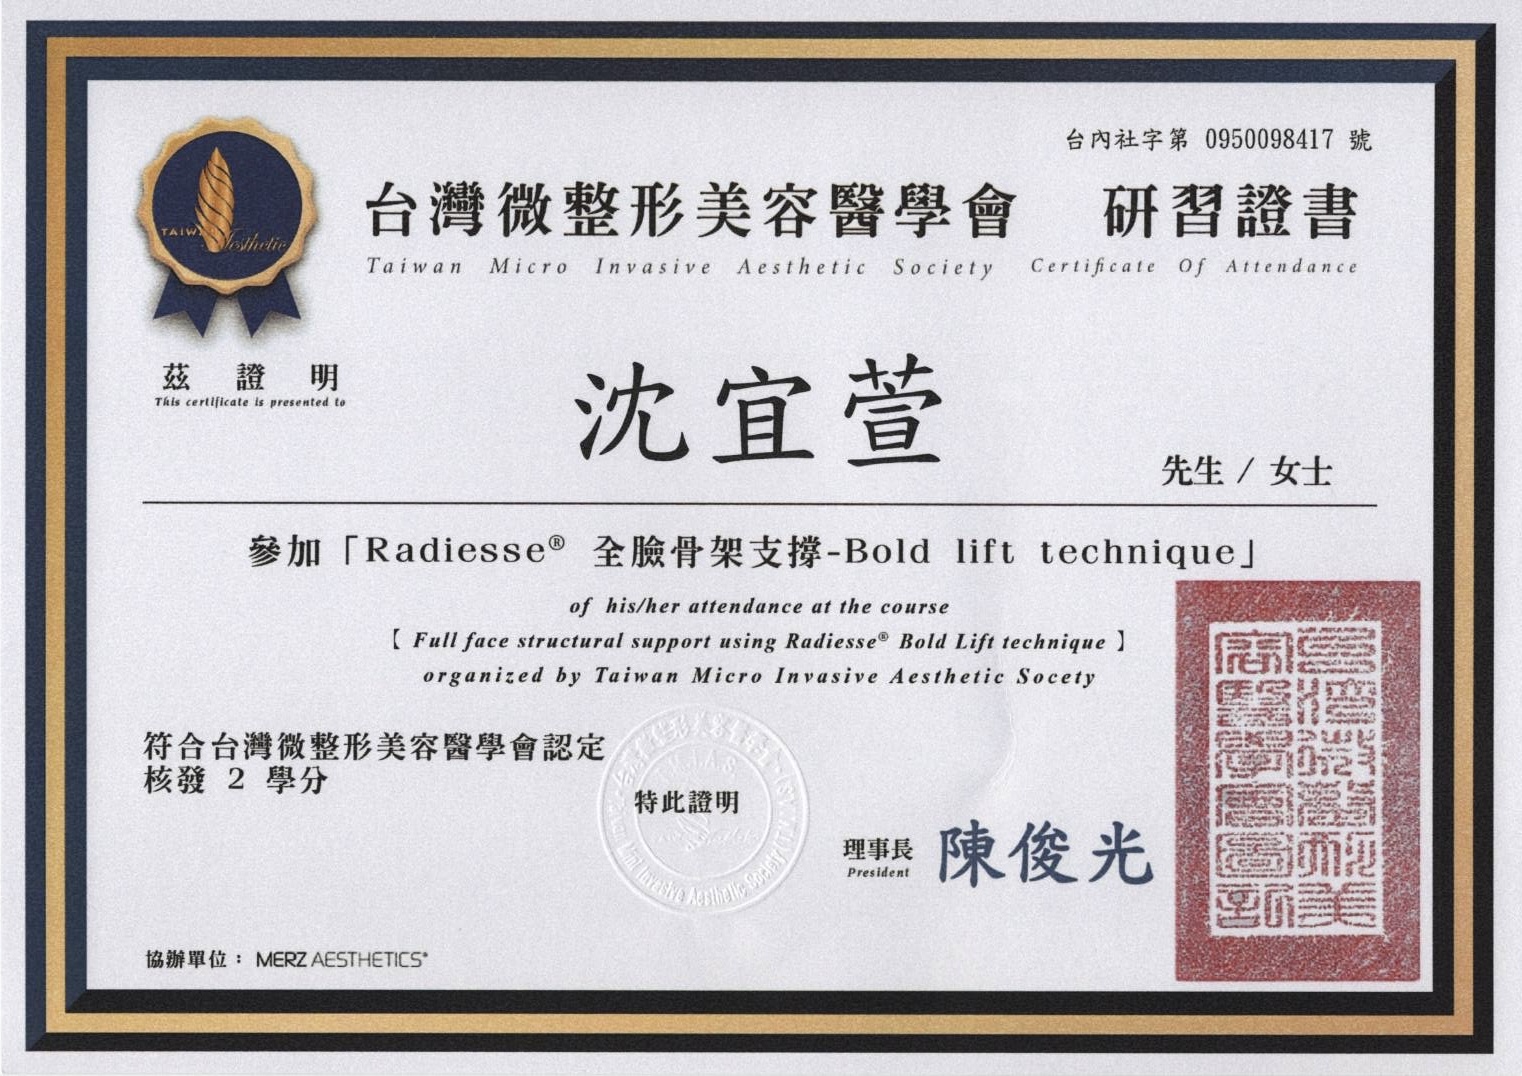 台內社字第 0950098417 號
台灣微整形美容醫學會 研習證書
Taiwan Micro Invasive Aesthetic Society Certificate Of Attendance
TAIWAN Aesthetic
茲證明
This certificate is presented to
沈宜萱
先生 / 女士
參加「Radiesse® 全臉骨架支撐-Bold lift technique」
of his/her attendance at the course
【 Full face structural support using Radiesse® Bold Lift technique 】
organized by Taiwan Micro Invasive Aesthetic Socety
符合台灣微整形美容醫學會認定
核發 2 學分
特此證明
Invasive Aesthetic Society
理事長 陳俊光
President
協辦單位： MERZ AESTHETICS®